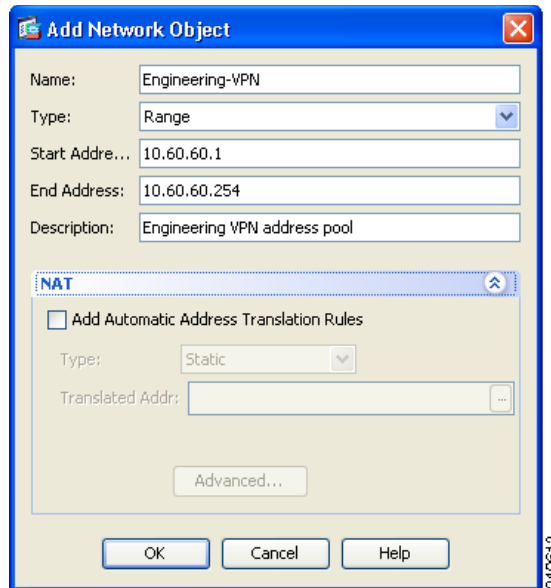 Add Network Object
Name: Engineering-VPN
Type: Range
Start Addre... 10.60.60.1
End Address: 10.60.60.254
Description: Engineering VPN address pool
NAT
Add Automatic Address Translation Rules
Type: Static
Translated Addr: ...
Advanced...
OK Cancel Help